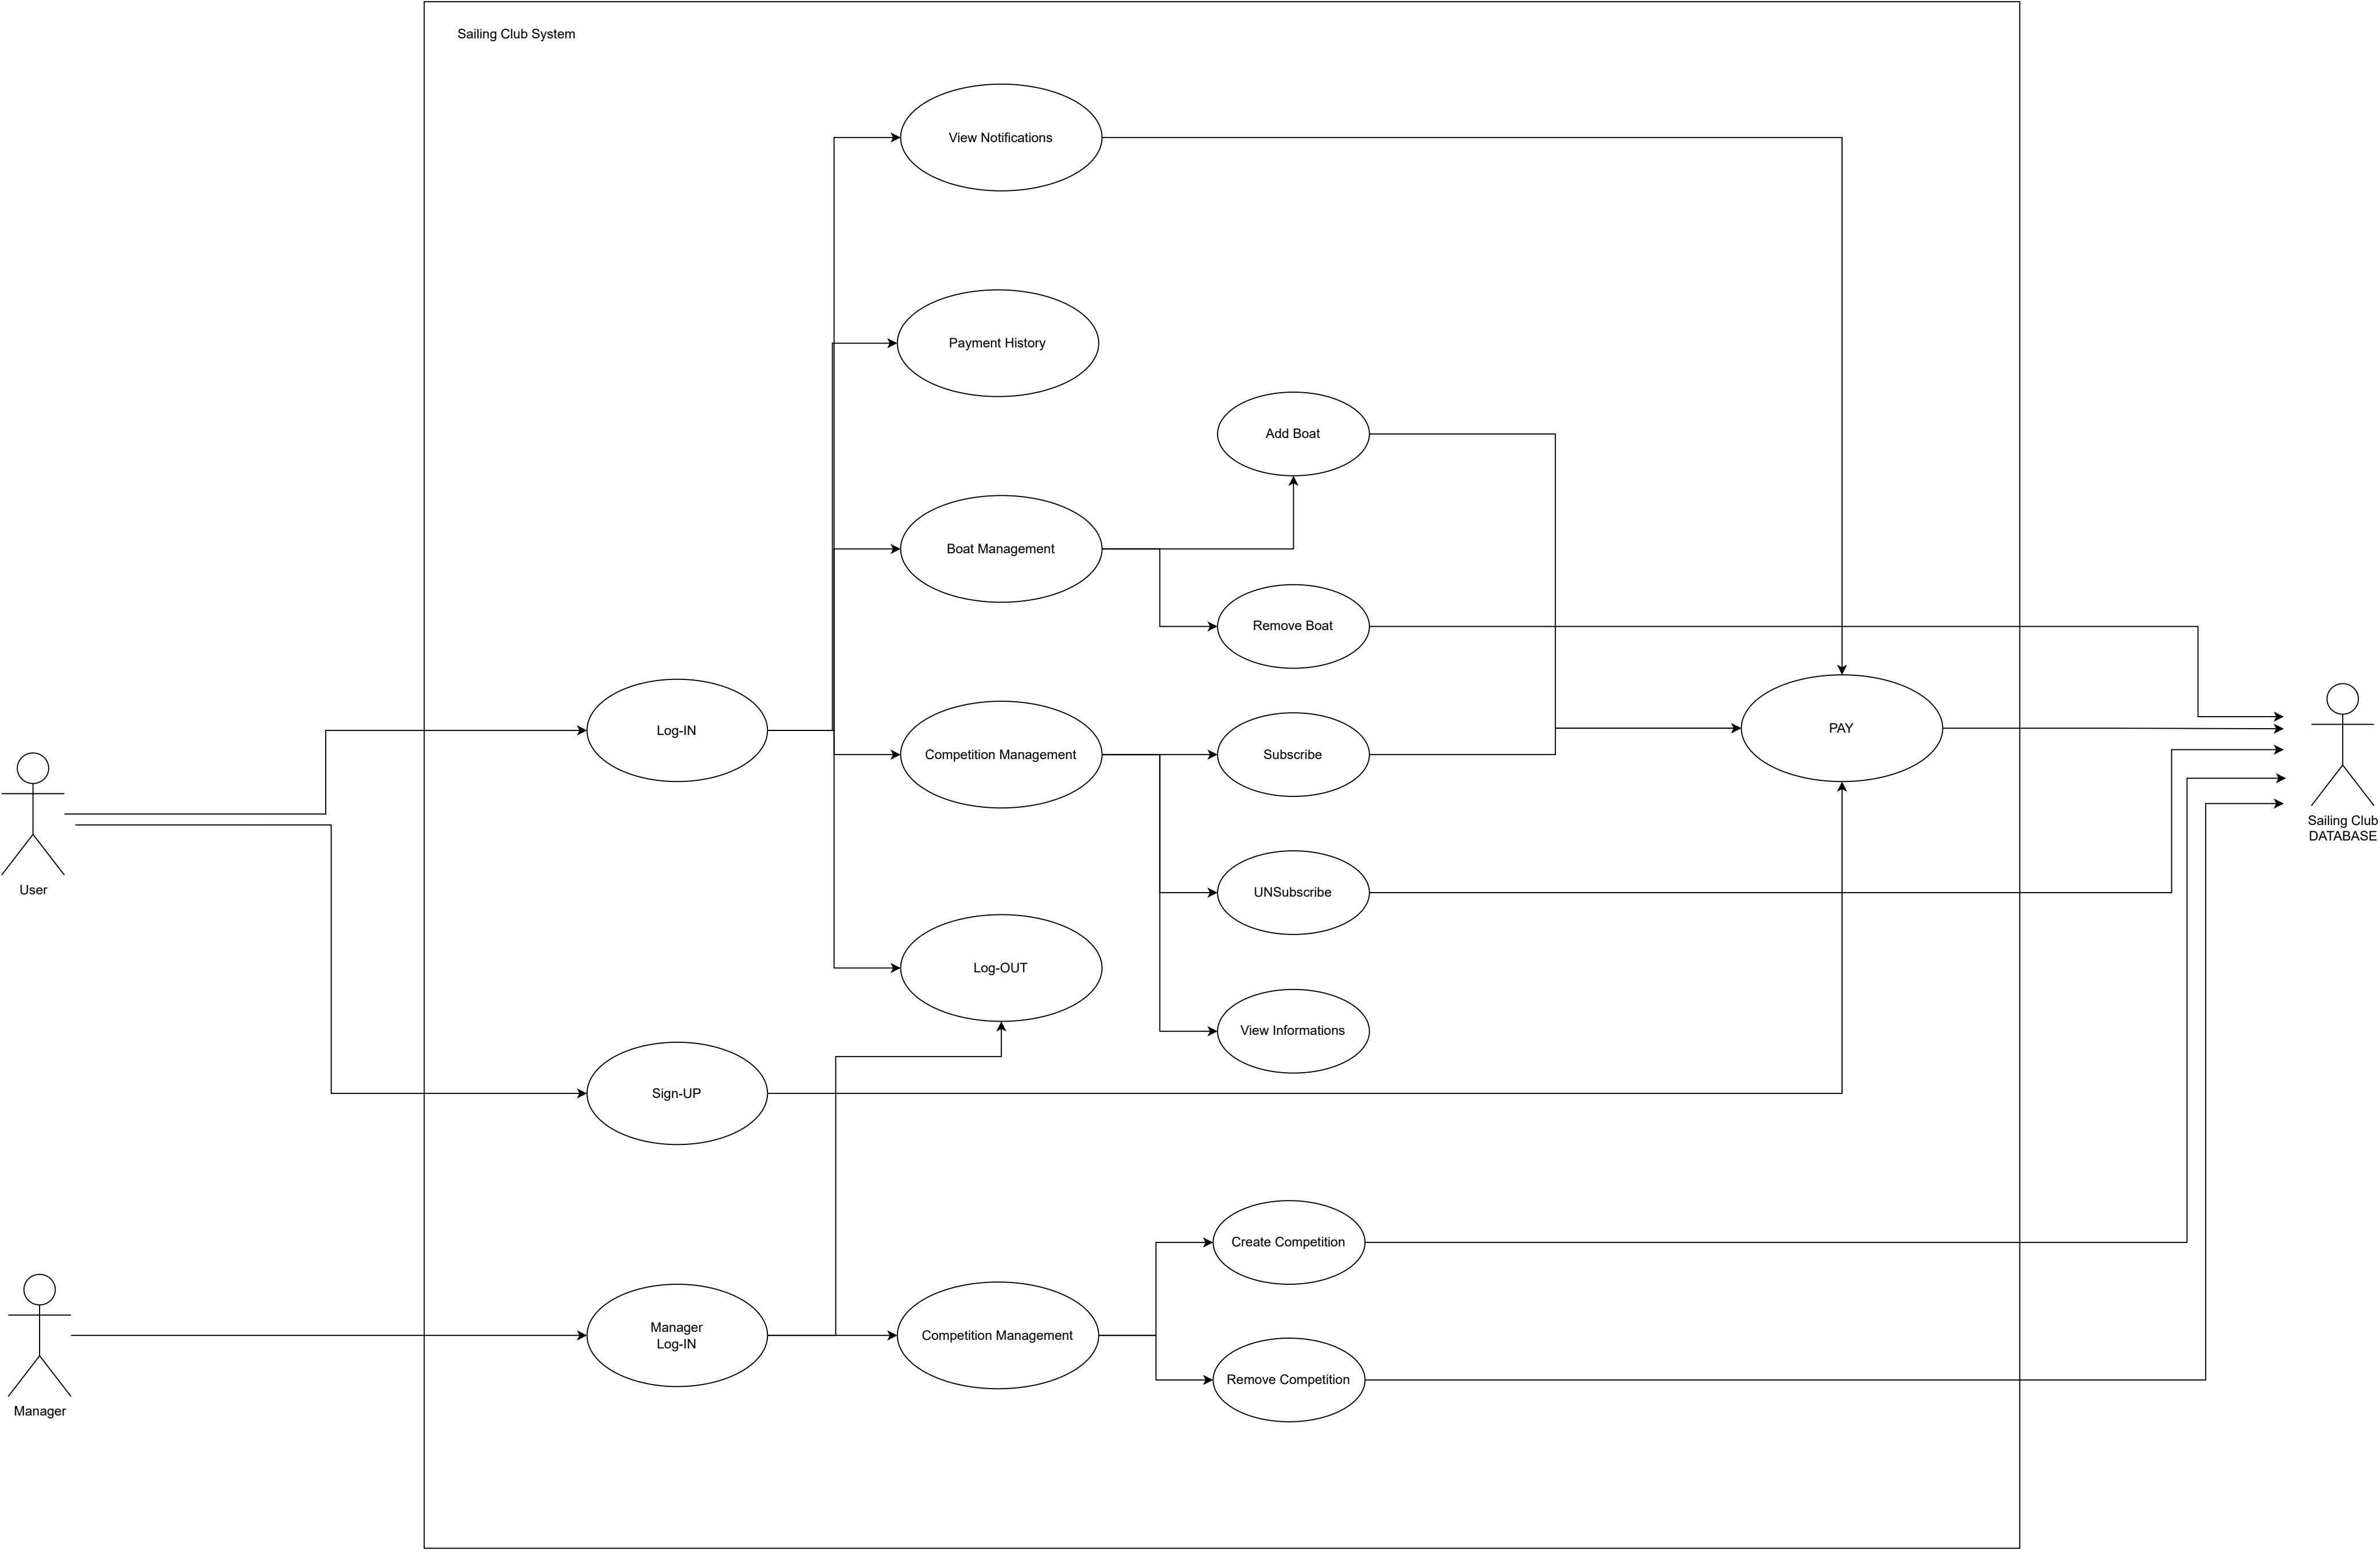 Sailing Club System
View Notifications
Payment History
Add Boat
Boat Management
Remove Boat
Log-IN
Competition Management
Subscribe
PAY
Sailing Club
DATABASE
User
UNSubscribe
Log-OUT
View Informations
Sign-UP
Create Competition
Manager
Log-IN
Competition Management
Remove Competition
Manager